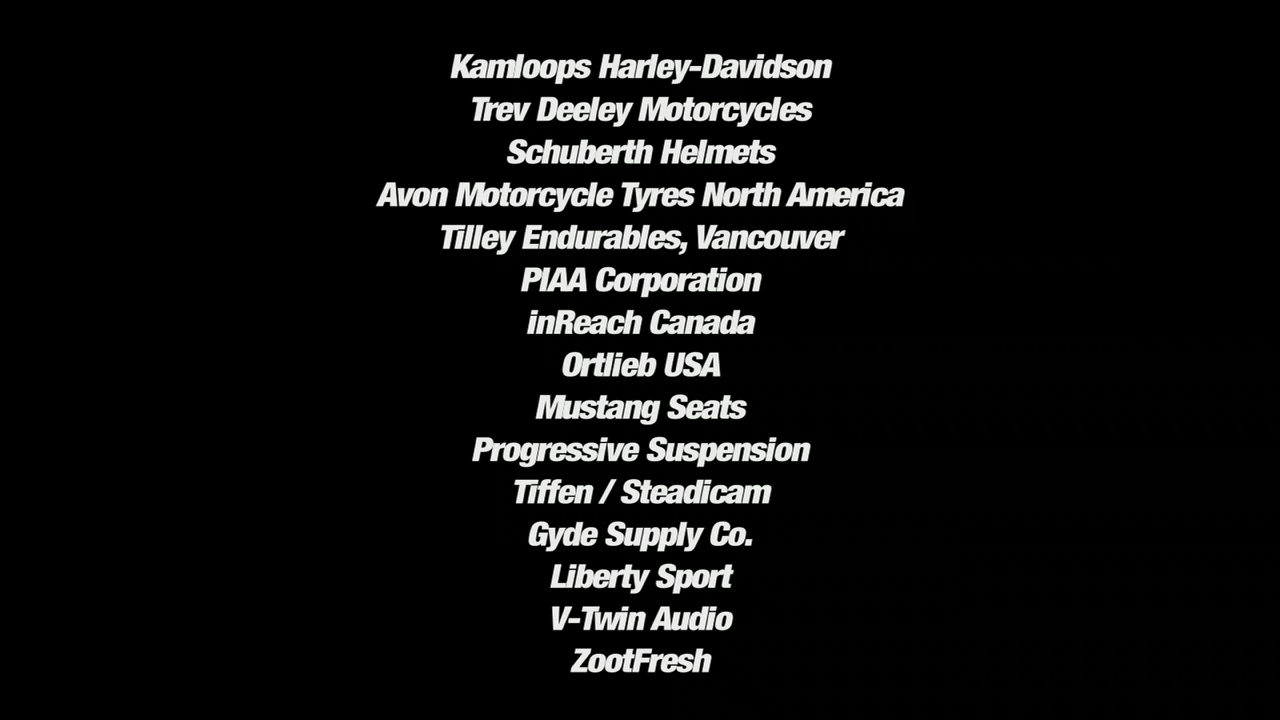 Kamloops Harley-Davidson
Trev Deeley Motorcycles
Schuberth Helmets
Avon Motorcycle Tyres North America
Tilley Endurables, Vancouver
PIAA Corporation
inReach Canada
Ortlieb USA
Mustang Seats
Progressive Suspension
Tiffen / Steadicam
Gyde Supply Co.
Liberty Sport
V-Twin Audio
ZootFresh